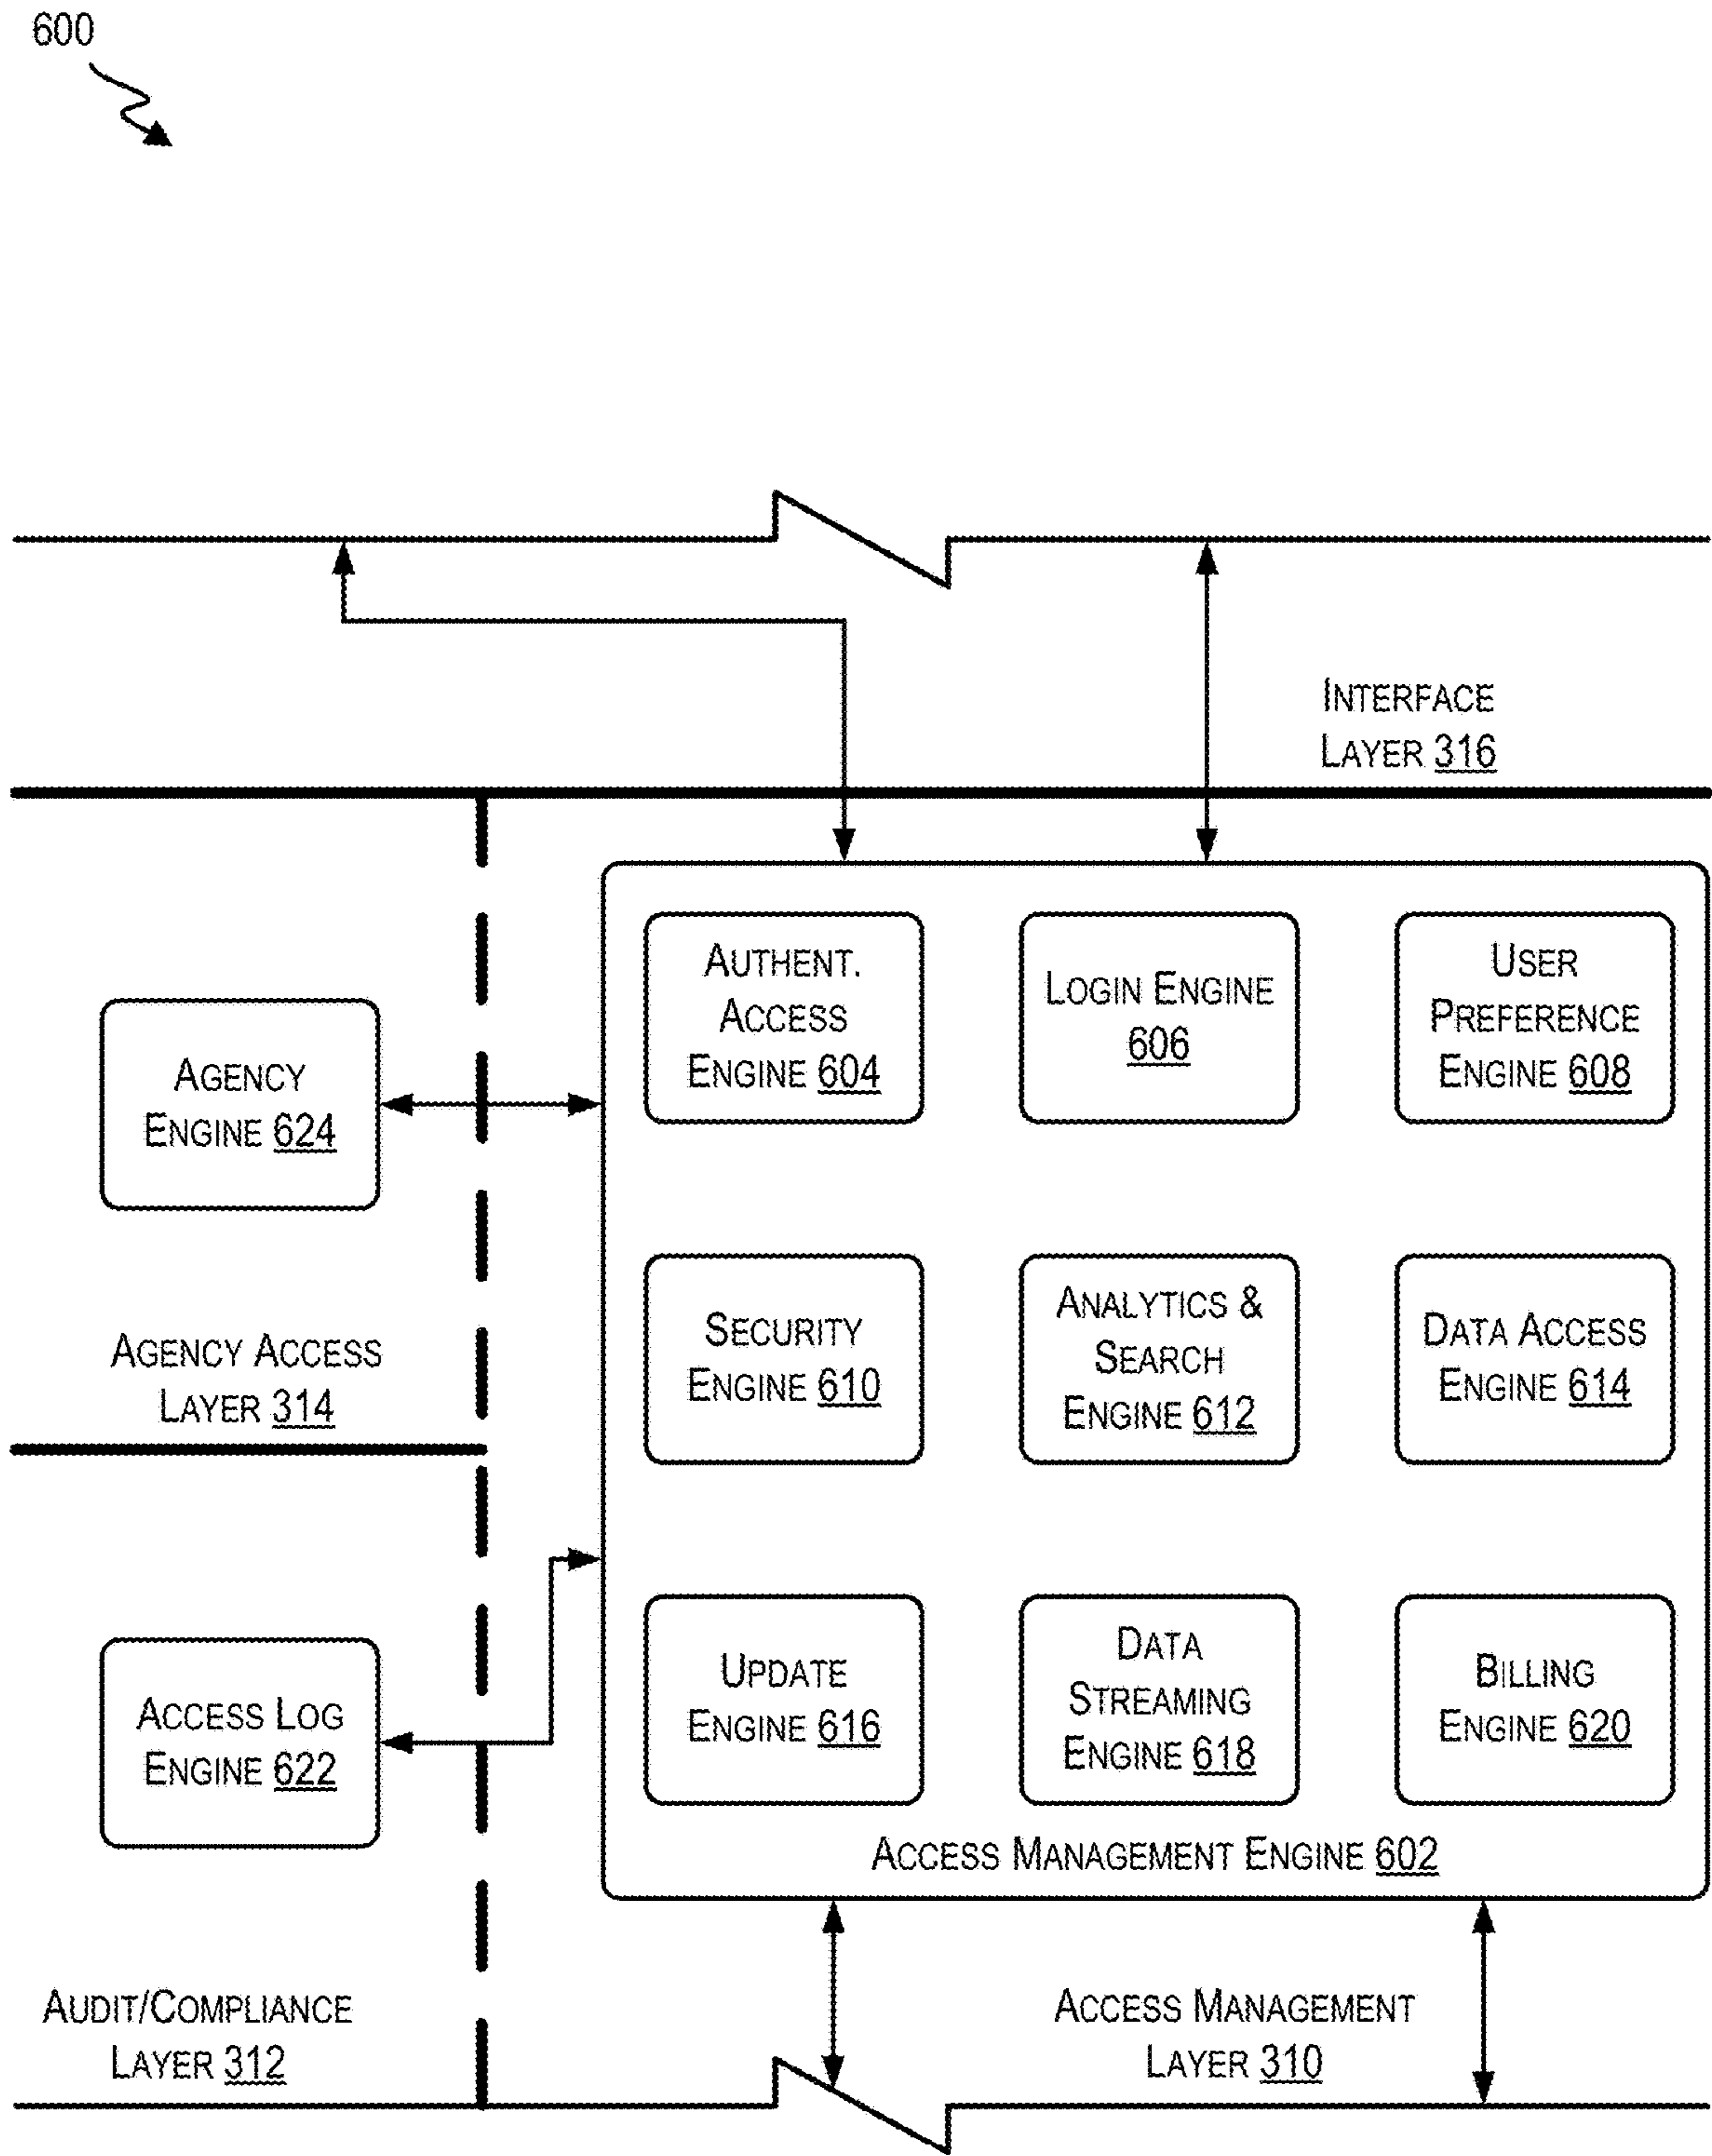 600
INTERFACE
LAYER 316
AUTHENT.
ACCESS
ENGINE 604
LOGIN ENGINE
606
USER
PREFERENCE
ENGINE 608
AGENCY
ENGINE 624
SECURITY
ENGINE 610
ANALYTICS &
SEARCH
ENGINE 612
DATA ACCESS
ENGINE 614
AGENCY ACCESS
LAYER 314
UPDATE
ENGINE 616
DATA
STREAMING
ENGINE 618
BILLING
ENGINE 620
ACCESS LOG
ENGINE 622
ACCESS MANAGEMENT ENGINE 602
AUDIT/COMPLIANCE
LAYER 312
ACCESS MANAGEMENT
LAYER 310